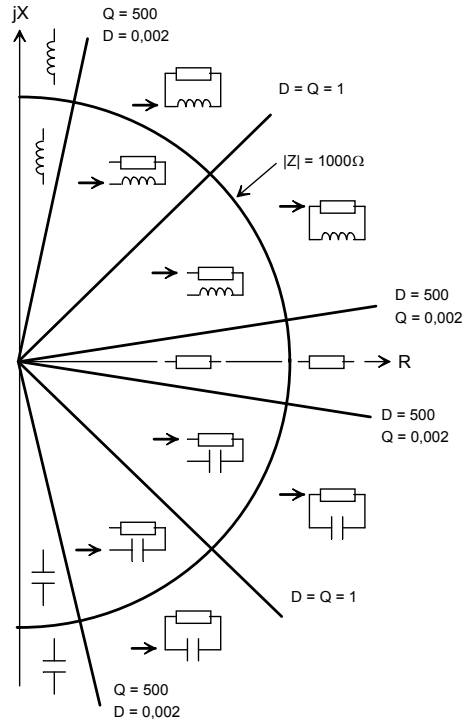 jX
Q = 500
D = 0,002
D = Q = 1
|Z| = 1000Ω
D = 500
Q = 0,002
R
D = 500
Q = 0,002
D = Q = 1
Q = 500
D = 0,002